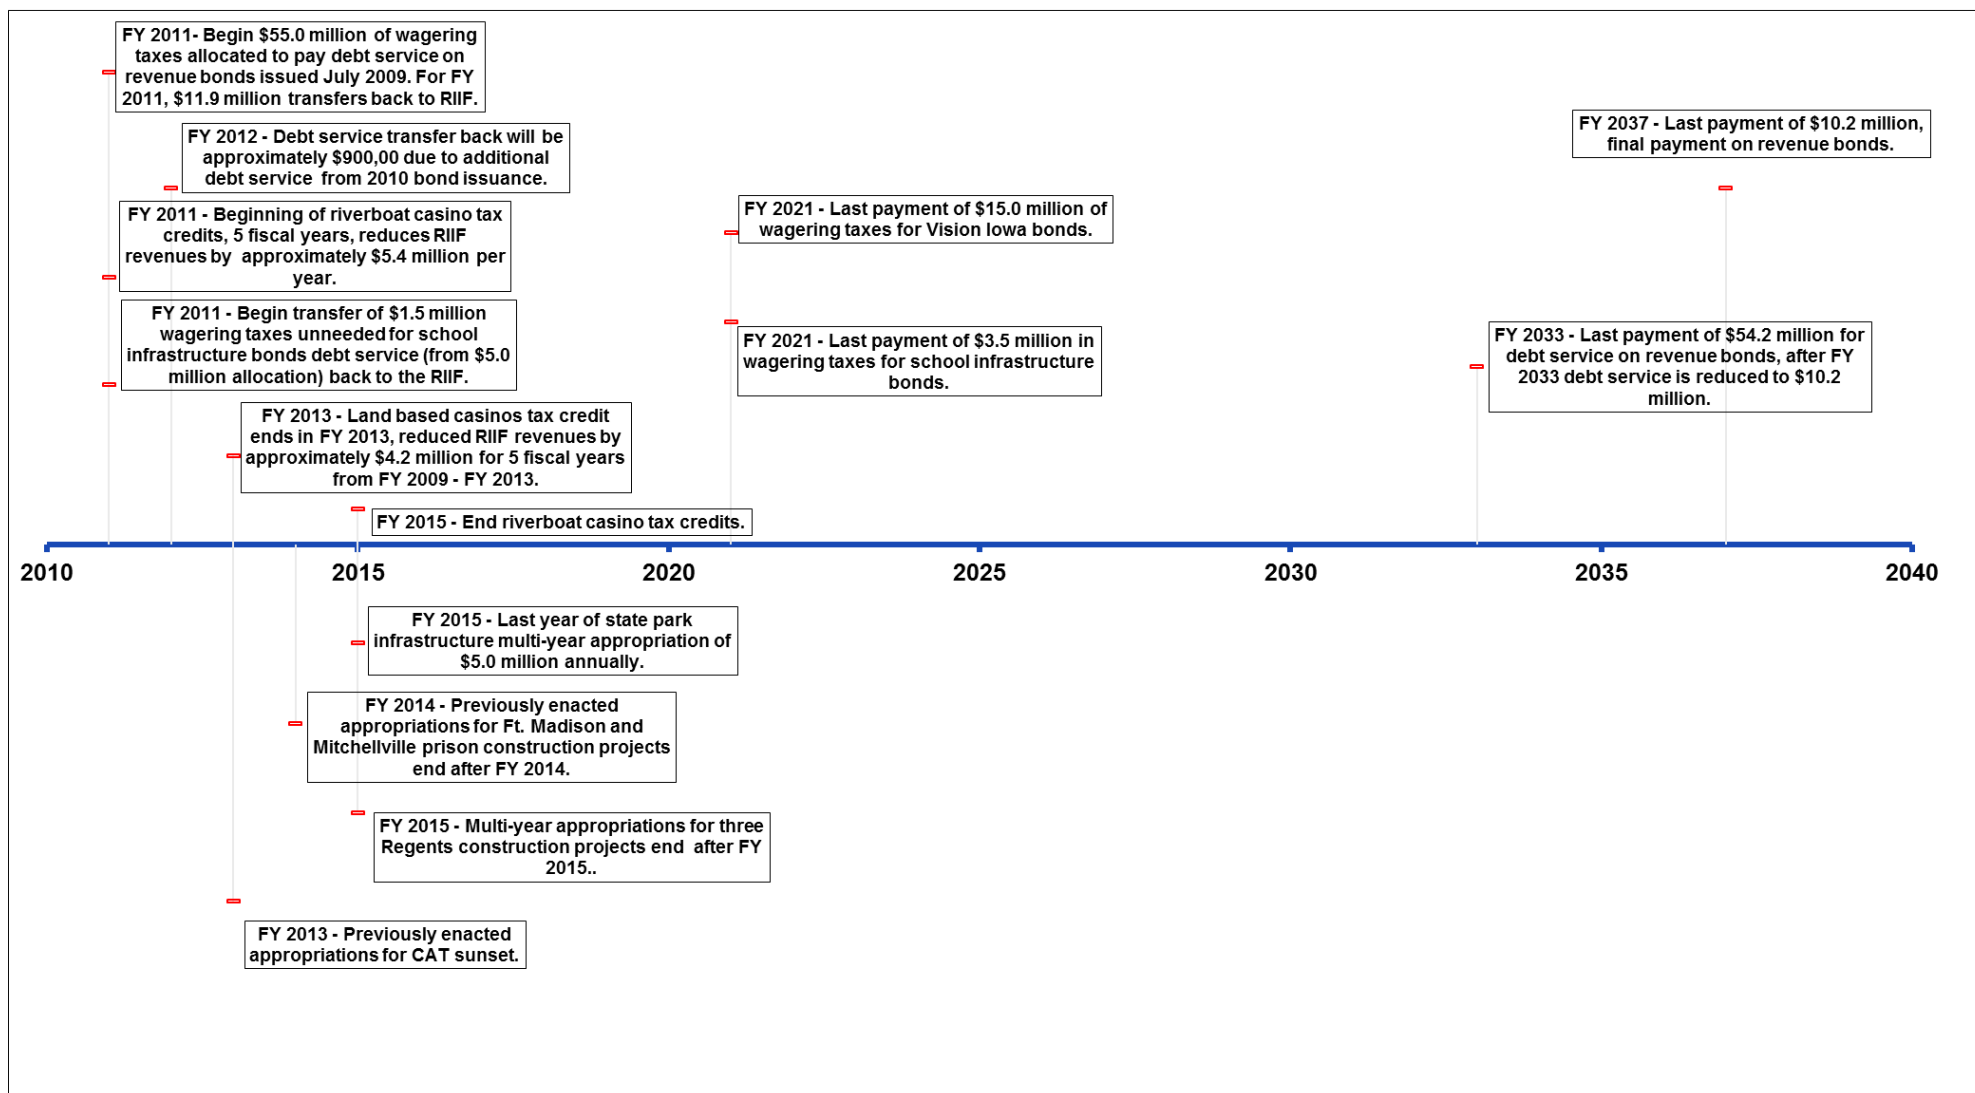 FY 2011- Begin $55.0 million of wagering
taxes allocated to pay debt service on
revenue bonds issued July 2009. For FY
2011, $11.9 million transfers back to RIIF.
FY 2012 - Debt service transfer back will be
approximately $900,00 due to additional
debt service from 2010 bond issuance.
FY 2011 - Beginning of riverboat casino tax
credits, 5 fiscal years, reduces RIIF
revenues by approximately $5.4 million per
year.
FY 2011 - Begin transfer of $1.5 million
wagering taxes unneeded for school
infrastructure bonds debt service (from $5.0
million allocation) back to the RIIF.
FY 2013 - Land based casinos tax credit
ends in FY 2013, reduced RIIF revenues by
approximately $4.2 million for 5 fiscal years
from FY 2009 - FY 2013.
FY 2015 - End riverboat casino tax credits.
FY 2021 - Last payment of $15.0 million of
wagering taxes for Vision Iowa bonds.
FY 2021 - Last payment of $3.5 million in
wagering taxes for school infrastructure
bonds.
FY 2037 - Last payment of $10.2 million,
final payment on revenue bonds.
FY 2033 - Last payment of $54.2 million for
debt service on revenue bonds, after FY
2033 debt service is reduced to $10.2
million.
2010 2015 2020 2025 2030 2035 2040
FY 2015 - Last year of state park
infrastructure multi-year appropriation of
$5.0 million annually.
FY 2014 - Previously enacted
appropriations for Ft. Madison and
Mitchellville prison construction projects
end after FY 2014.
FY 2015 - Multi-year appropriations for three
Regents construction projects end after FY
2015..
FY 2013 - Previously enacted
appropriations for CAT sunset.